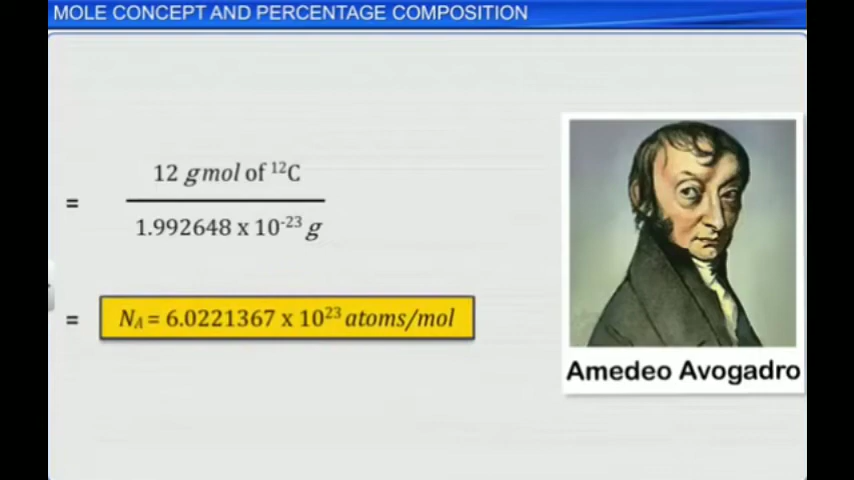 MOLE CONCEPT AND PERCENTAGE COMPOSITION
= 12 gmol of ¹²C
1.992648 x 10⁻²³ g
= Nᴀ = 6.0221367 x 10²³ atoms/mol
Amedeo Avogadro